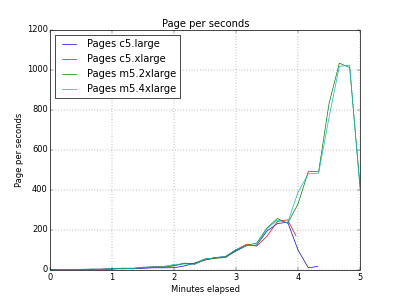 Page per seconds
1200
1000
800
600
400
200
0
Page per seconds
Pages c5.large
Pages c5.xlarge
Pages m5.2xlarge
Pages m5.4xlarge
0 1 2 3 4 5
Minutes elapsed